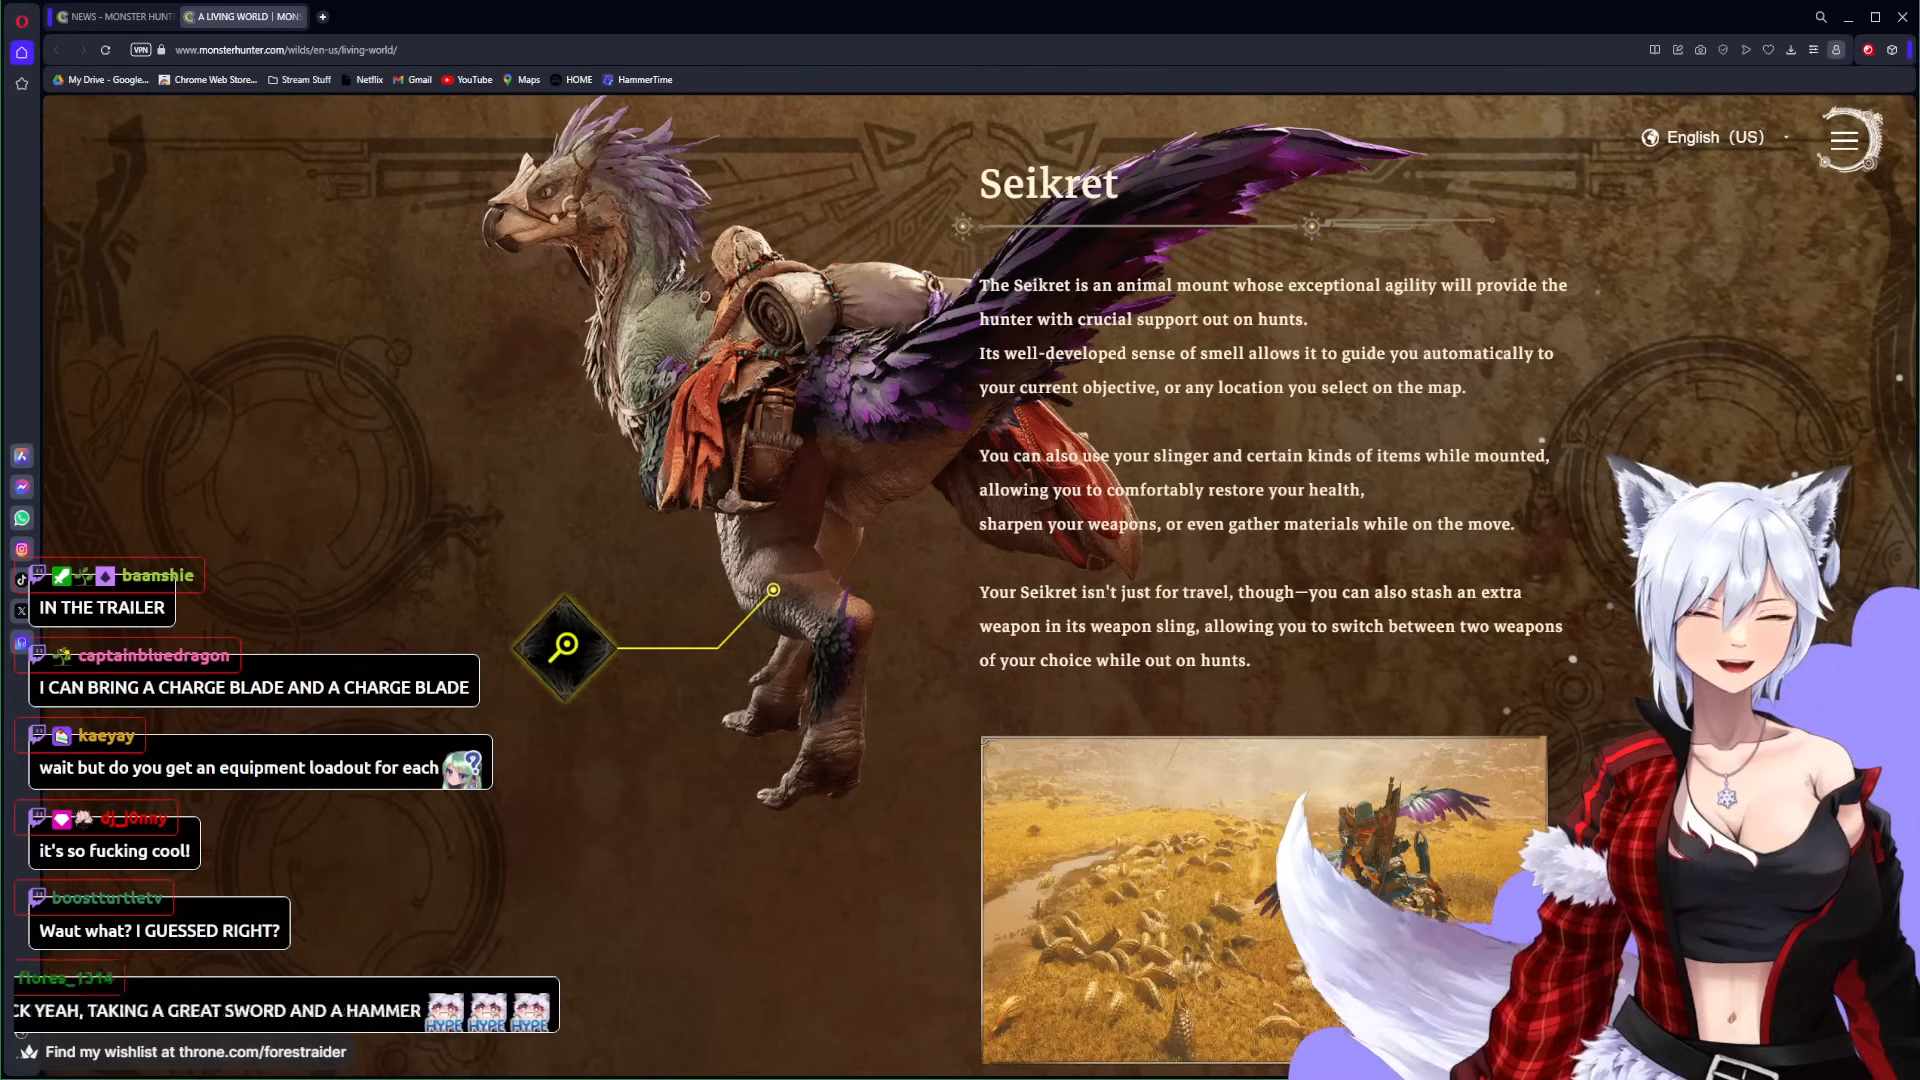 NEWS - MONSTER HUNT
A LIVING WORLD | MON
VPN
www.monsterhunter.com/wilds/en-us/living-world/
My Drive - Google...
Chrome Web Store...
Stream Stuff
Netflix
Gmail
YouTube
Maps
HOME
HammerTime
English (US)
Seikret
The Seikret is an animal mount whose exceptional agility will provide the
hunter with crucial support out on hunts.
Its well-developed sense of smell allows it to guide you automatically to
your current objective, or any location you select on the map.
You can also use your slinger and certain kinds of items while mounted,
allowing you to comfortably restore your health,
sharpen your weapons, or even gather materials while on the move.
Your Seikret isn't just for travel, though—you can also stash an extra
weapon in its weapon sling, allowing you to switch between two weapons
of your choice while out on hunts.
baanshie
IN THE TRAILER
captainbluedragon
I CAN BRING A CHARGE BLADE AND A CHARGE BLADE
kaeyay
wait but do you get an equipment loadout for each
dj_j0nny
it's so fucking cool!
boostturtletv
Waut what? I GUESSED RIGHT?
CK YEAH, TAKING A GREAT SWORD AND A HAMMER HYPE HYPE HYPE
Find my wishlist at throne.com/forestraider